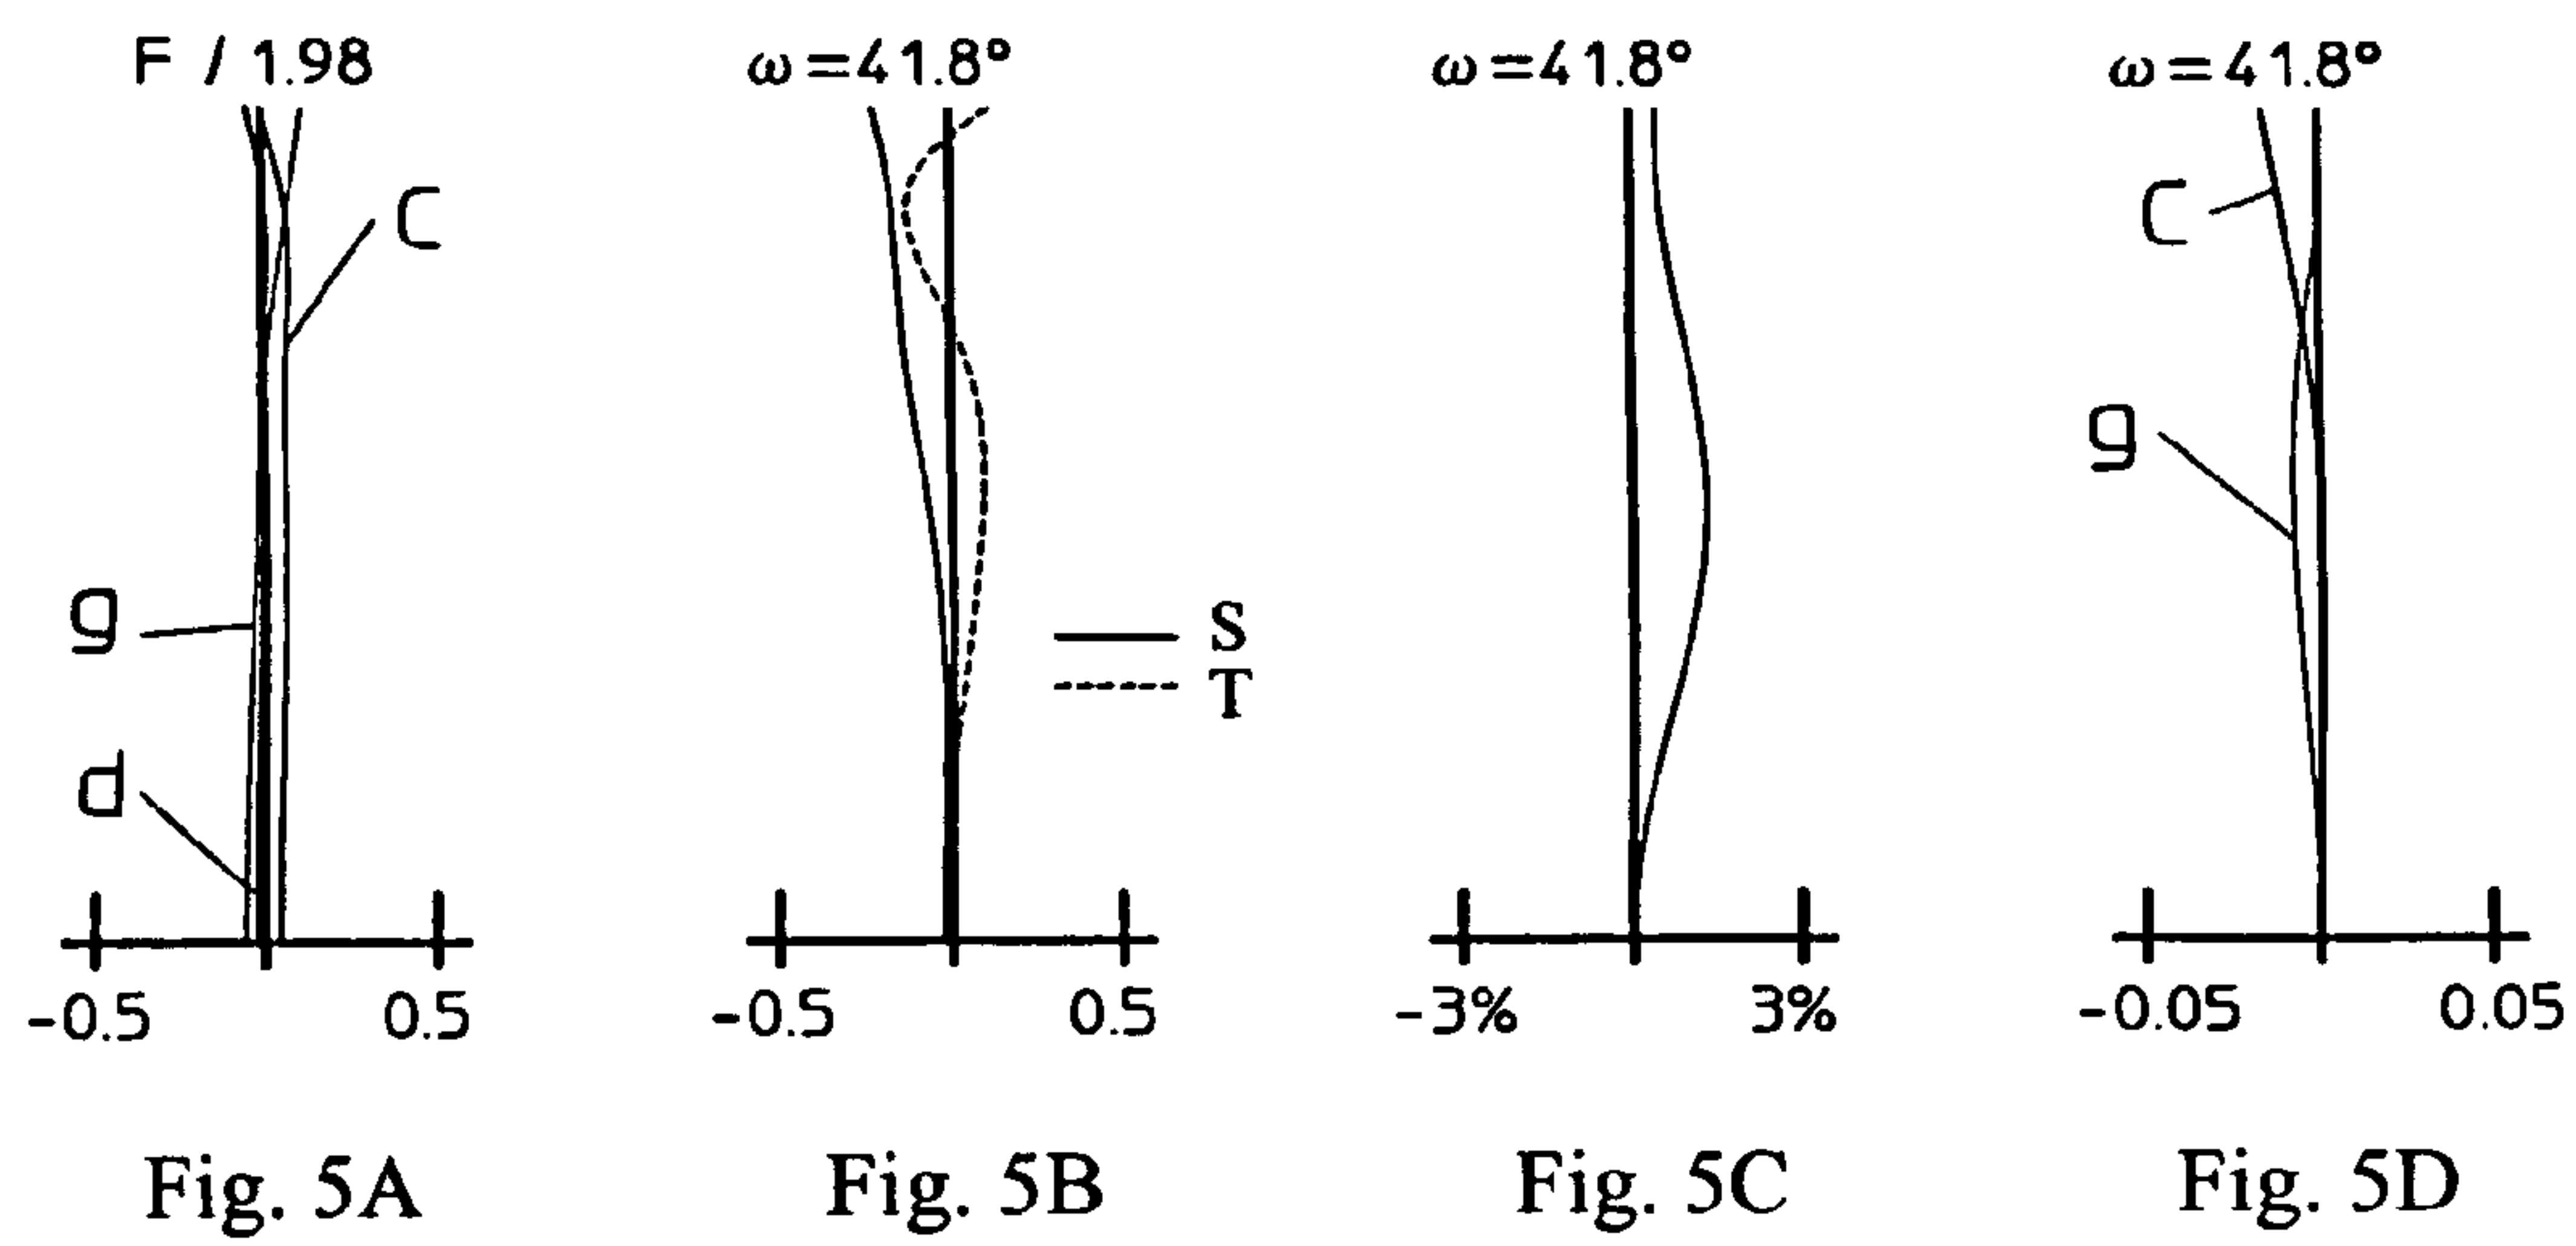 F / 1.98
ω=41.8°
ω=41.8°
ω=41.8°
C
g
d
S
T
C
g
-0.5
0.5
-0.5
0.5
-3%
3%
-0.05
0.05
Fig. 5A
Fig. 5B
Fig. 5C
Fig. 5D